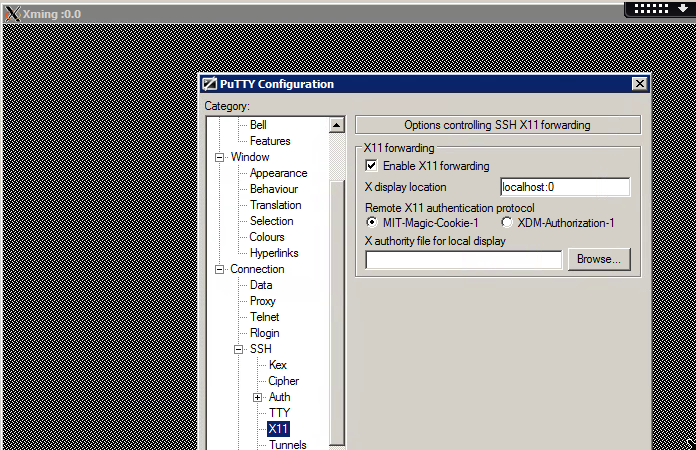 Xming :0.0
PuTTY Configuration
Category:
Bell
Features
Window
Appearance
Behaviour
Translation
Selection
Colours
Hyperlinks
Connection
Data
Proxy
Telnet
Rlogin
SSH
Kex
Cipher
Auth
TTY
X11
Tunnels
Options controlling SSH X11 forwarding
X11 forwarding
Enable X11 forwarding
X display location localhost:0
Remote X11 authentication protocol
MIT-Magic-Cookie-1 XDM-Authorization-1
X authority file for local display
Browse...